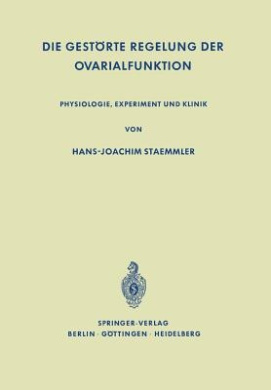 DIE GESTÖRTE REGELUNG DER
OVARIALFUNKTION
PHYSIOLOGIE, EXPERIMENT UND KLINIK
VON
HANS-JOACHIM STAEMMLER
SPRINGER-VERLAG
BERLIN · GÖTTINGEN · HEIDELBERG